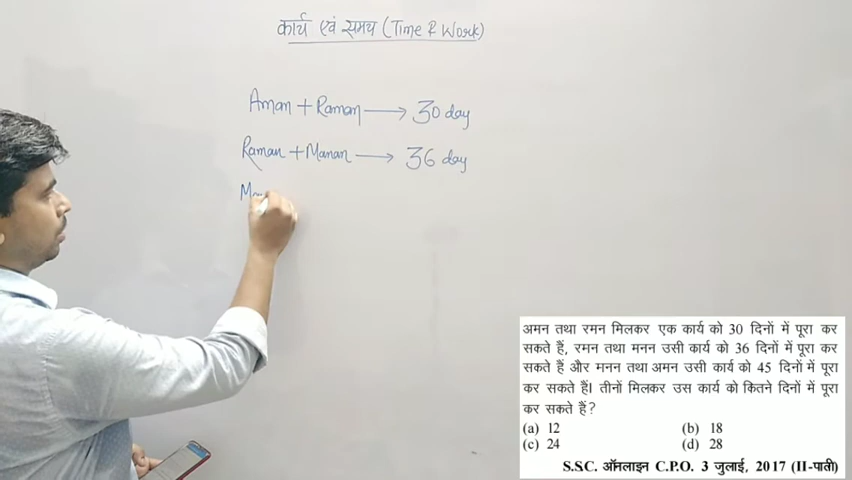 कार्य एवं समय (Time & Work)
Aman + Raman → 30 day
Raman + Manan → 36 day
अमन तथा रमन मिलकर एक कार्य को 30 दिनों में पूरा कर
सकते हैं, रमन तथा मनन उसी कार्य को 36 दिनों में पूरा कर
सकते हैं और मनन तथा अमन उसी कार्य को 45 दिनों में पूरा
कर सकते हैं। तीनों मिलकर उस कार्य को कितने दिनों में पूरा
कर सकते हैं?
(a) 12 (b) 18
(c) 24 (d) 28
S.S.C. ऑनलाइन C.P.O. 3 जुलाई, 2017 (II-पाली)